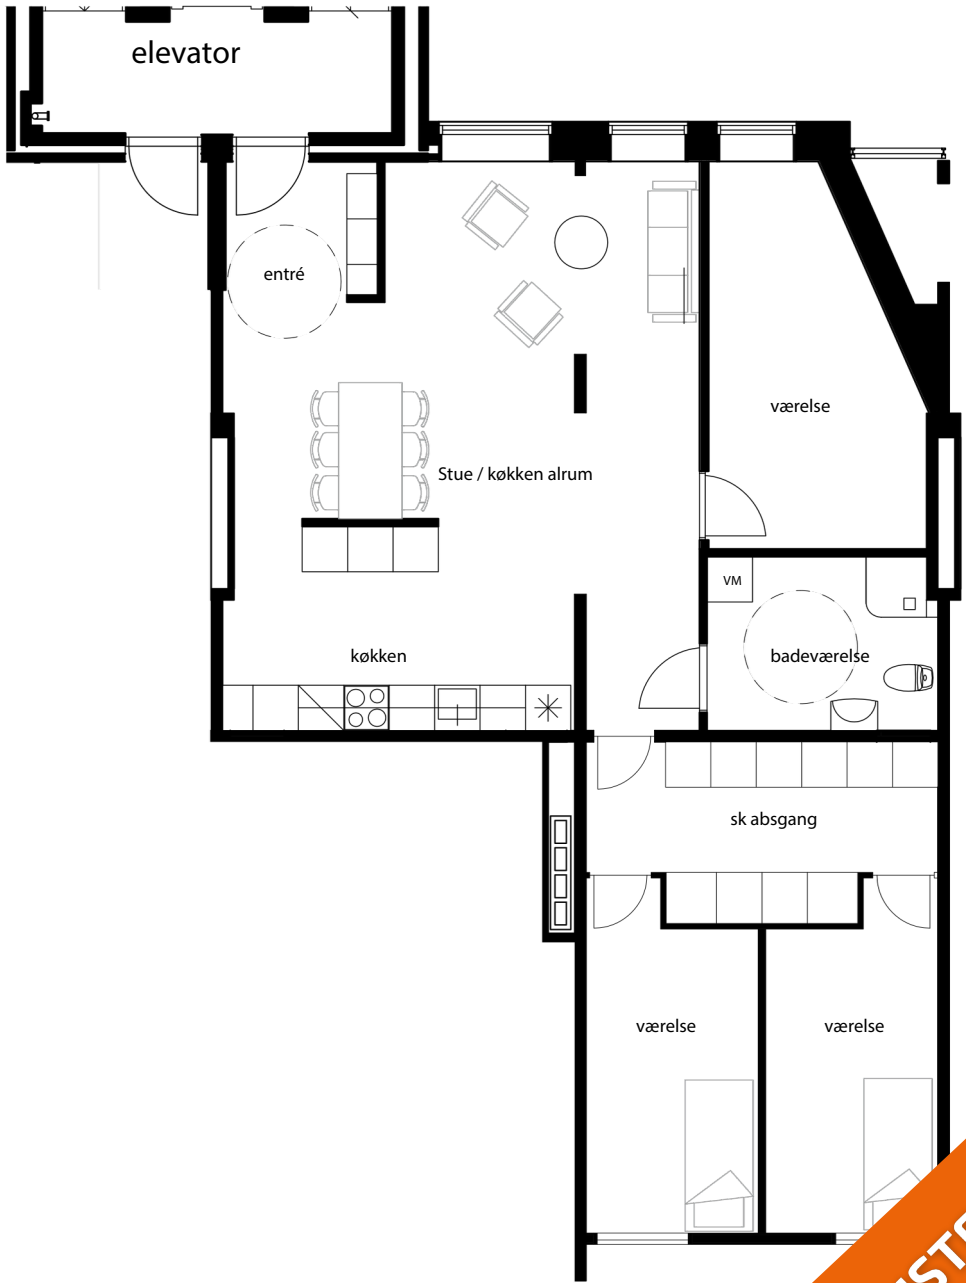 elevator
entré
værelse
Stue / køkken alrum
VM
køkken
badeværelse
sk absgang
værelse
værelse